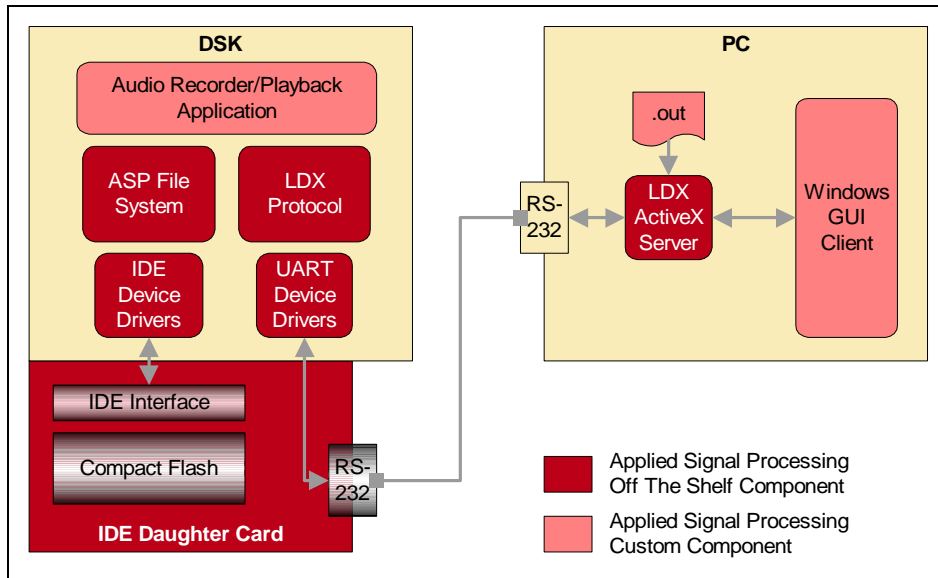 DSK
Audio Recorder/Playback
Application
ASP File
System
LDX
Protocol
IDE
Device
Drivers
UART
Device
Drivers
IDE Interface
Compact Flash
RS-
232
IDE Daughter Card
PC
.out
RS-
232
LDX
ActiveX
Server
Windows
GUI
Client
Applied Signal Processing
Off The Shelf Component
Applied Signal Processing
Custom Component